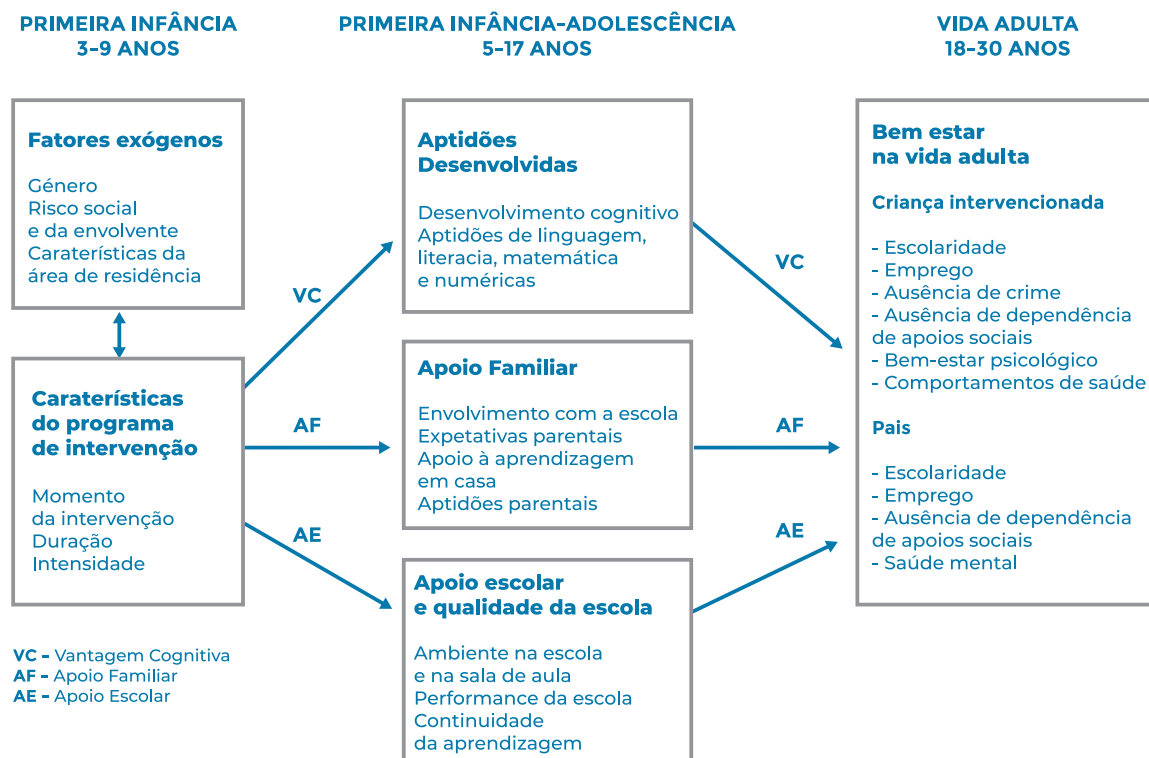 PRIMEIRA INFÂNCIA
3-9 ANOS
PRIMEIRA INFÂNCIA-ADOLESCÊNCIA
5-17 ANOS
VIDA ADULTA
18-30 ANOS
Fatores exógenos
Género
Risco social
e da envolvente
Caraterísticas da
área de residência
Caraterísticas
do programa
de intervenção
Momento
da intervenção
Duração
Intensidade
VC
AF
AE
Aptidões
Desenvolvidas
Desenvolvimento cognitivo
Aptidões de linguagem,
literacia, matemática
e numéricas
Apoio Familiar
Envolvimento com a escola
Expetativas parentais
Apoio à aprendizagem
em casa
Aptidões parentais
Apoio escolar
e qualidade da escola
Ambiente na escola
e na sala de aula
Performance da escola
Continuidade
da aprendizagem
VC
AF
AE
Bem estar
na vida adulta
Criança intervencionada
- Escolaridade
- Emprego
- Ausência de crime
- Ausência de dependência
de apoios sociais
- Bem-estar psicológico
- Comportamentos de saúde
Pais
- Escolaridade
- Emprego
- Ausência de dependência
de apoios sociais
- Saúde mental
VC - Vantagem Cognitiva
AF - Apoio Familiar
AE - Apoio Escolar